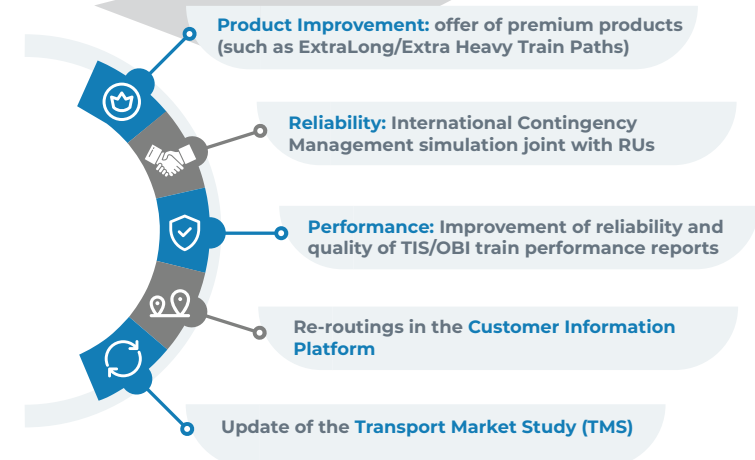 Product Improvement: offer of premium products
(such as ExtraLong/Extra Heavy Train Paths)
Reliability: International Contingency
Management simulation joint with RUs
Performance: Improvement of reliability and
quality of TIS/OBI train performance reports
Re-routings in the Customer Information
Platform
Update of the Transport Market Study (TMS)